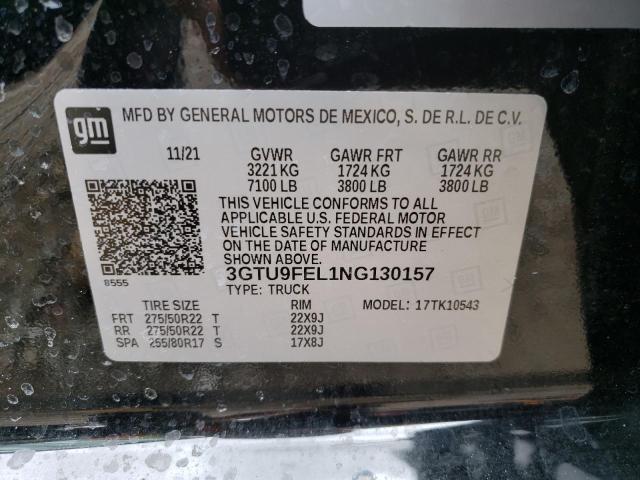 gm
MFD BY GENERAL MOTORS DE MEXICO, S. DE R.L. DE C.V.
11/21 GVWR GAWR FRT GAWR RR
3221 KG 1724 KG 1724 KG
7100 LB 3800 LB 3800 LB
THIS VEHICLE CONFORMS TO ALL
APPLICABLE U.S. FEDERAL MOTOR
VEHICLE SAFETY STANDARDS IN EFFECT
ON THE DATE OF MANUFACTURE
SHOWN ABOVE.
8555 3GTU9FEL1NG130157
TYPE: TRUCK
TIRE SIZE RIM MODEL: 17TK10543
FRT 275/50R22 T 22X9J
RR 275/50R22 T 22X9J
SPA 255/80R17 S 17X8J